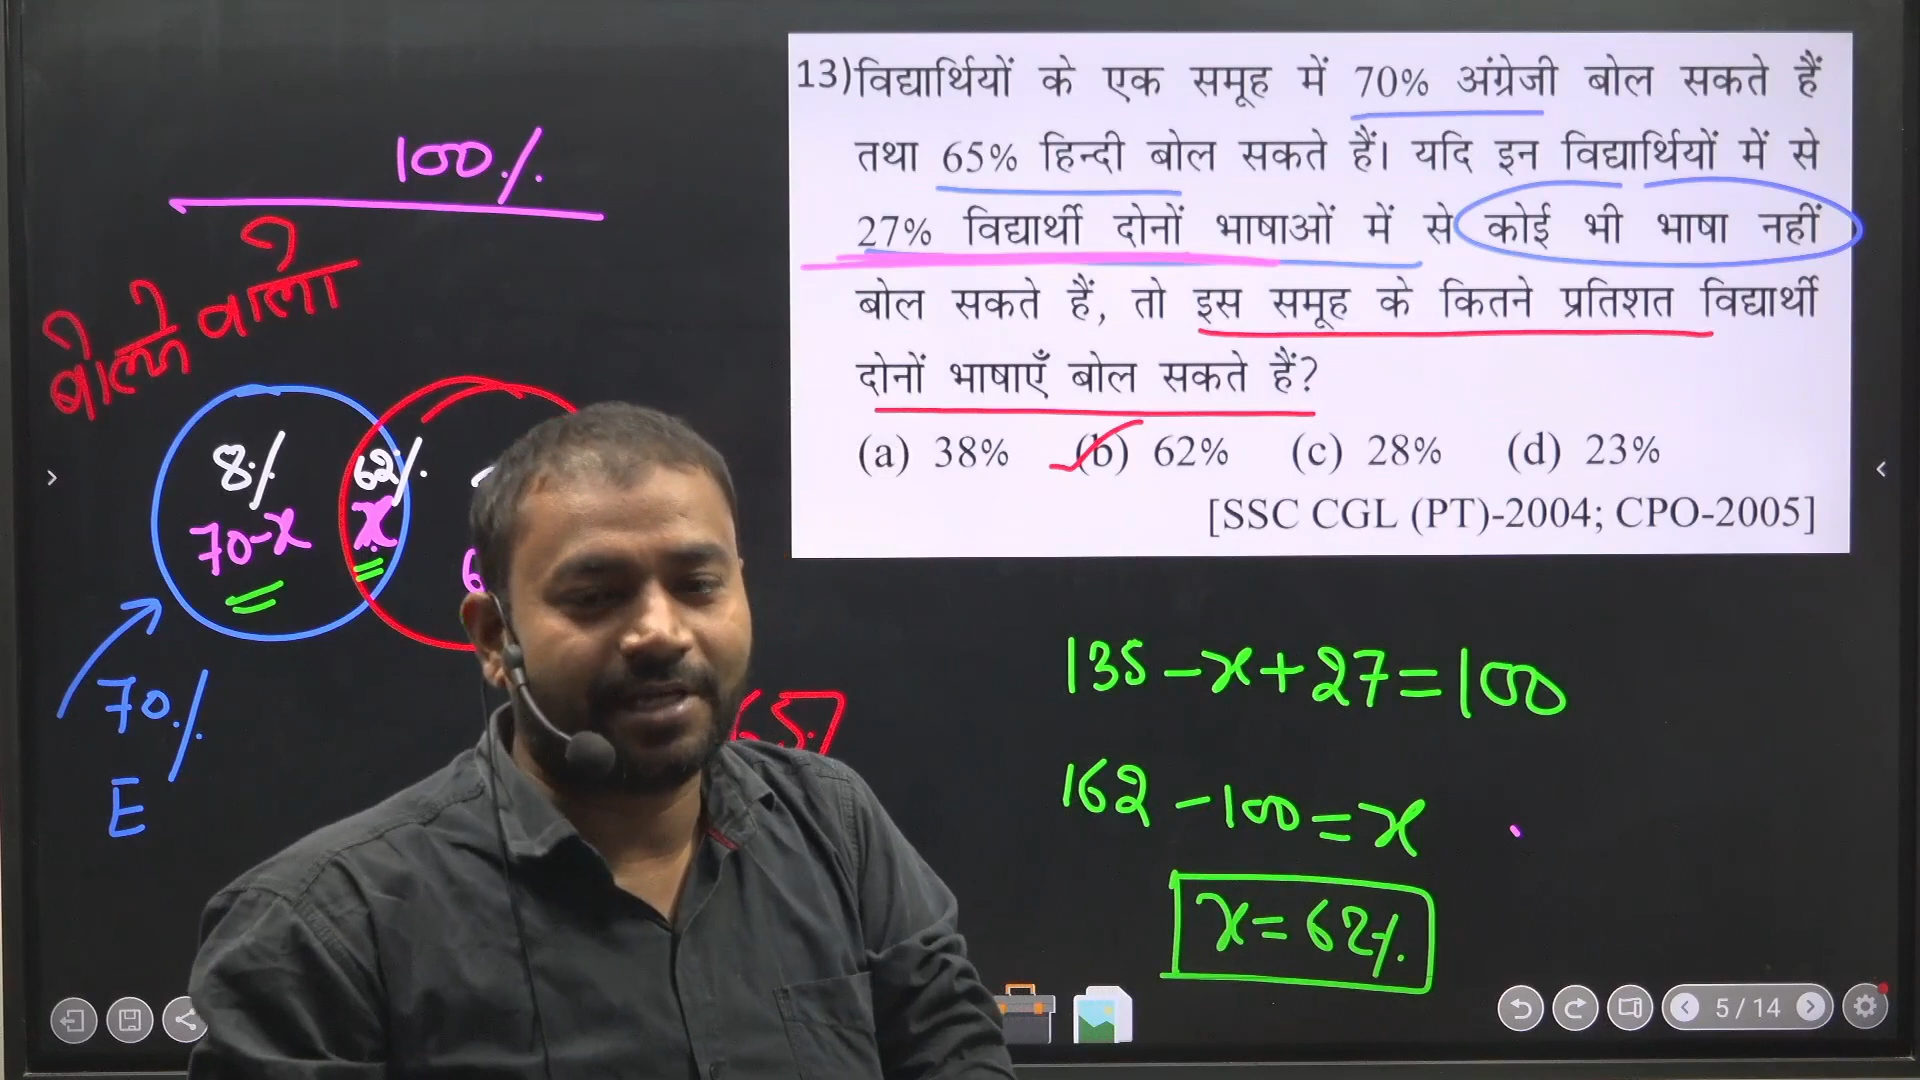 13)विद्यार्थियों के एक समूह में 70% अंग्रेजी बोल सकते हैं
तथा 65% हिन्दी बोल सकते हैं। यदि इन विद्यार्थियों में से
27% विद्यार्थी दोनों भाषाओं में से कोई भी भाषा नहीं
बोल सकते हैं, तो इस समूह के कितने प्रतिशत विद्यार्थी
दोनों भाषाएँ बोल सकते हैं?
(a) 38% (b) 62% (c) 28% (d) 23%
[SSC CGL (PT)-2004; CPO-2005]
100%
बोलने वाले
8% 62%
70-x x 6
70%
E
65
135-x+27=100
162-100=x
x=62%
5/14